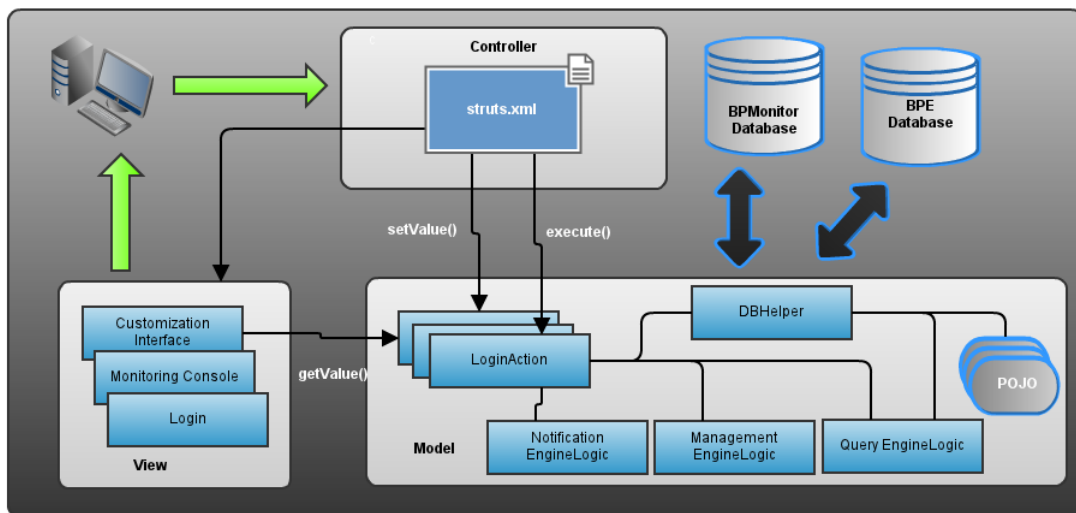 Controller
struts.xml
BPMonitor
Database
BPE
Database
setValue()
execute()
Customization
Interface
Monitoring Console
Login
View
getValue()
LoginAction
DBHelper
POJO
Notification
EngineLogic
Management
EngineLogic
Query EngineLogic
Model